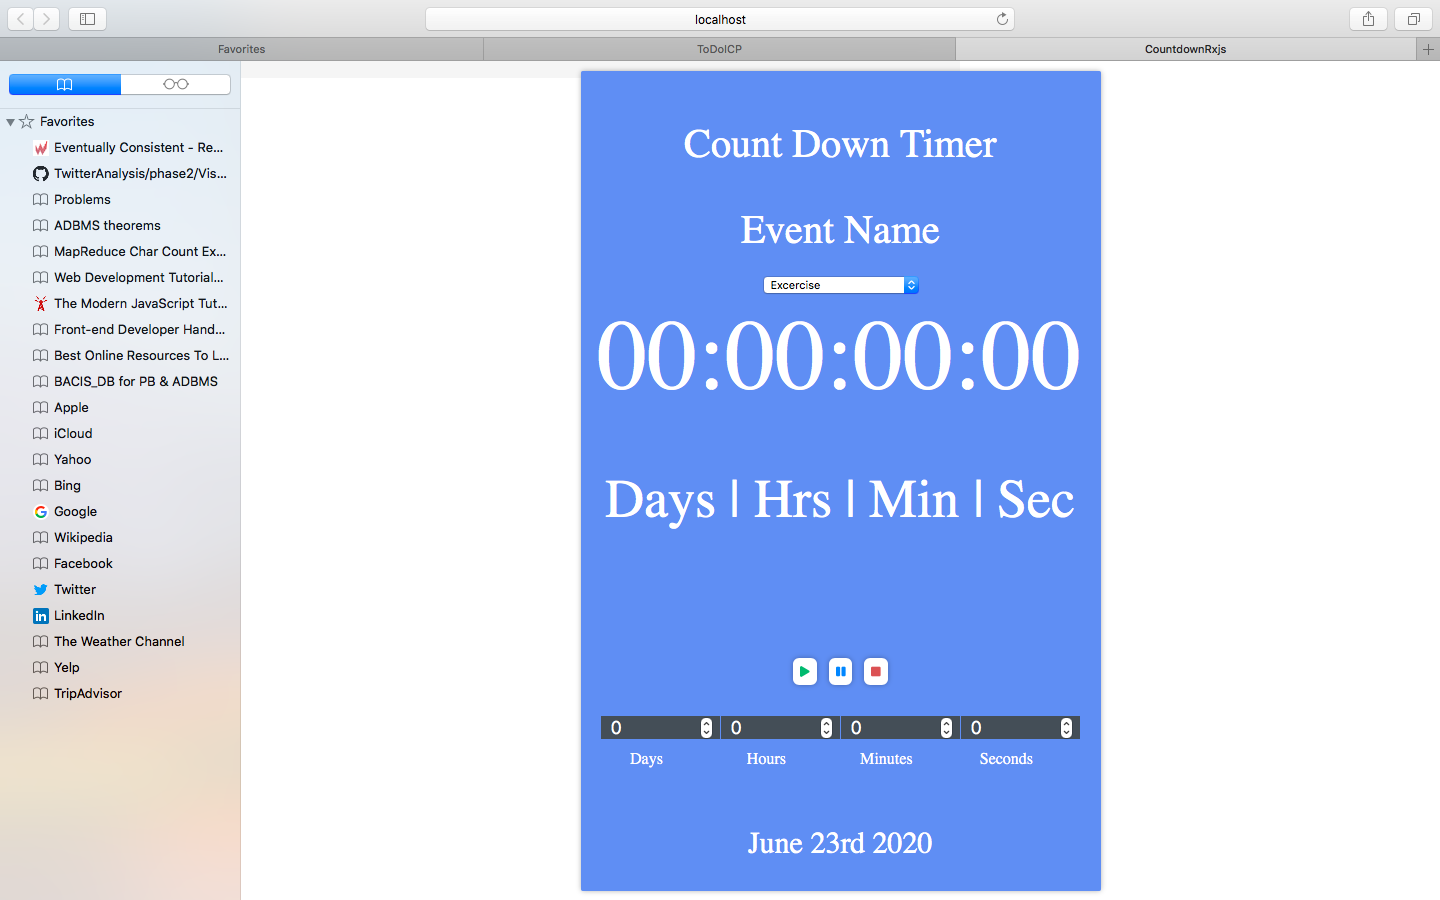 localhost
Favorites
ToDoICP
CountdownRxjs
Favorites
Eventually Consistent - Re...
TwitterAnalysis/phase2/Vis...
Problems
ADBMS theorems
MapReduce Char Count Ex...
Web Development Tutorial...
The Modern JavaScript Tut...
Front-end Developer Hand...
Best Online Resources To L...
BACIS_DB for PB & ADBMS
Apple
iCloud
Yahoo
Bing
Google
Wikipedia
Facebook
Twitter
LinkedIn
The Weather Channel
Yelp
TripAdvisor
Count Down Timer
Event Name
Excercise
00:00:00:00
Days | Hrs | Min | Sec
0 0 0 0
Days Hours Minutes Seconds
June 23rd 2020